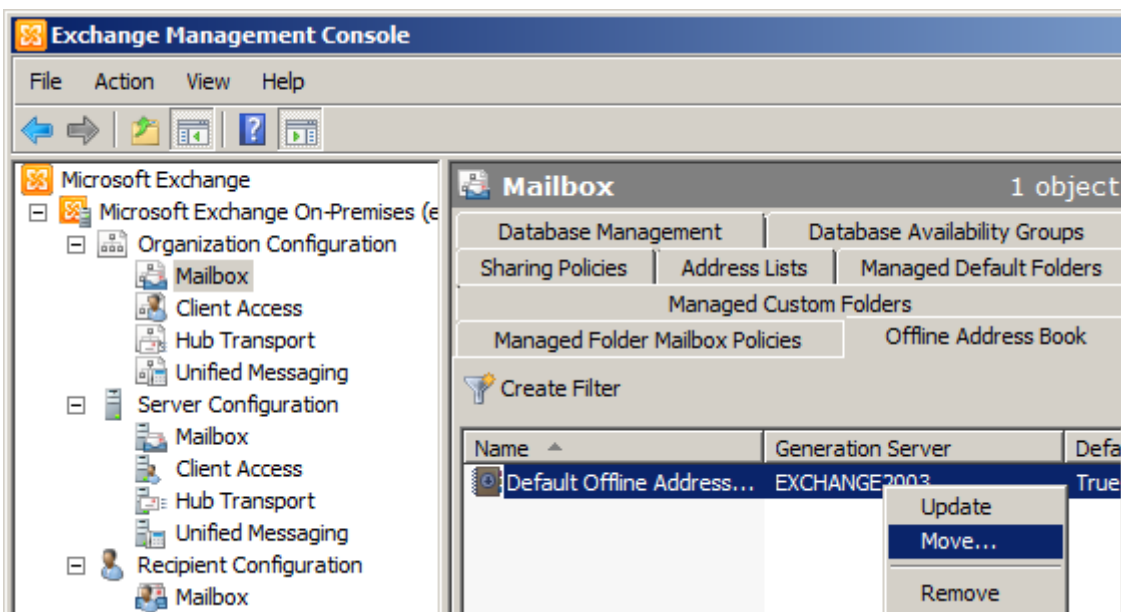 Exchange Management Console
File Action View Help
Microsoft Exchange
Microsoft Exchange On-Premises (e
Organization Configuration
Mailbox
Client Access
Hub Transport
Unified Messaging
Server Configuration
Mailbox
Client Access
Hub Transport
Unified Messaging
Recipient Configuration
Mailbox
Mailbox 1 object
Database Management Database Availability Groups
Sharing Policies Address Lists Managed Default Folders
Managed Custom Folders
Managed Folder Mailbox Policies Offline Address Book
Create Filter
Name Generation Server Defa
Default Offline Address... EXCHANGE2003 True
Update
Move...
Remove